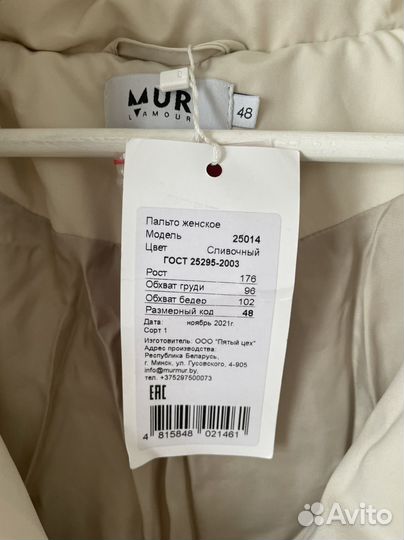 MUR
L'AMOUR
48
Пальто женское
Модель 25014
Цвет Сливочный
ГОСТ 25295-2003
Рост 176
Обхват груди 96
Обхват бедер 102
Размерный код 48
Дата: ноябрь 2021г.
Сорт 1
Изготовитель: ООО "Пятый цех"
Адрес производства:
Республика Беларусь,
г. Минск, ул. Гусовского, 4-905
info@murmur.by,
тел. +375297500073
EAC
4 815848 021461
Avito